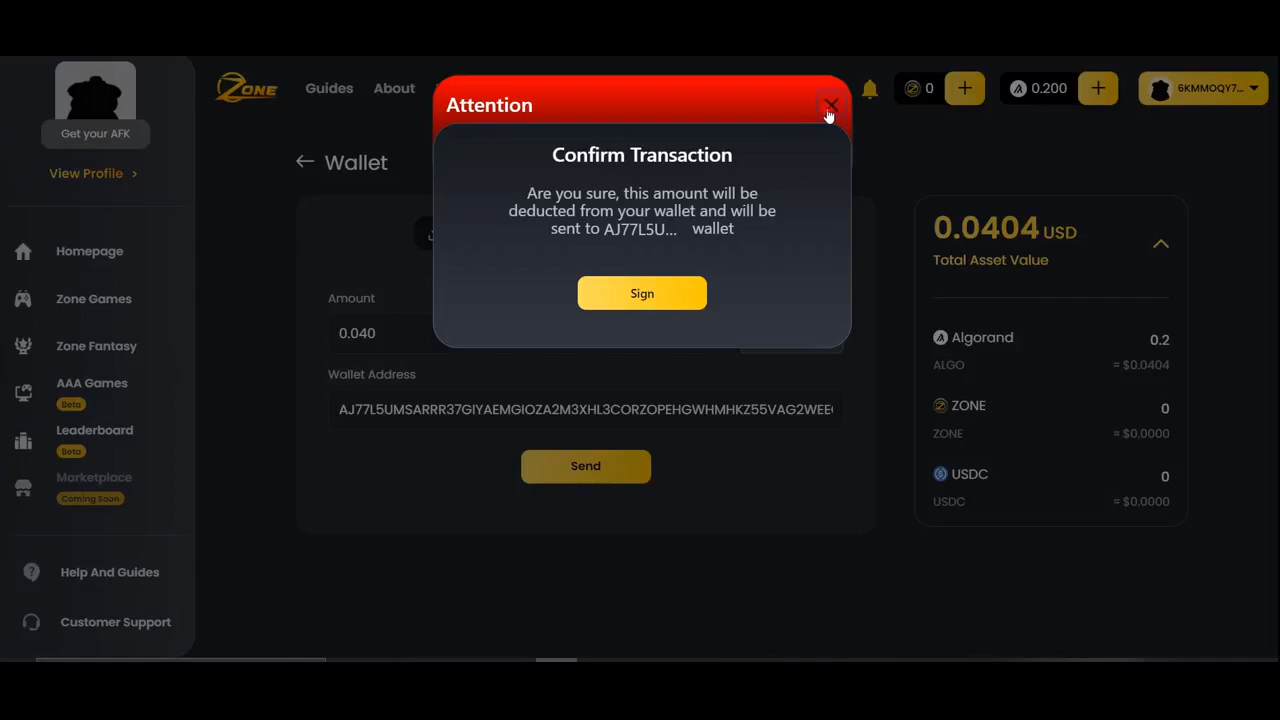 Get your AFK
View Profile >
Homepage
Zone Games
Zone Fantasy
AAA Games
Beta
Leaderboard
Beta
Marketplace
Coming Soon
Help And Guides
Customer Support
ZONE
Guides
About
0
+
0.200
+
6KMMOQY7...
Wallet
Attention
Confirm Transaction
Are you sure, this amount will be
deducted from your wallet and will be
sent to AJ77L5U... wallet
Sign
Amount
0.040
Wallet Address
AJ77L5UMSARRR37GIYAEMGIOZA2M3XHL3CORZOPEHGWHMHKZ55VAG2WEE
Send
0.0404 USD
Total Asset Value
Algorand 0.2
ALGO ≈ $0.0404
ZONE 0
ZONE ≈ $0.0000
USDC 0
USDC ≈ $0.0000